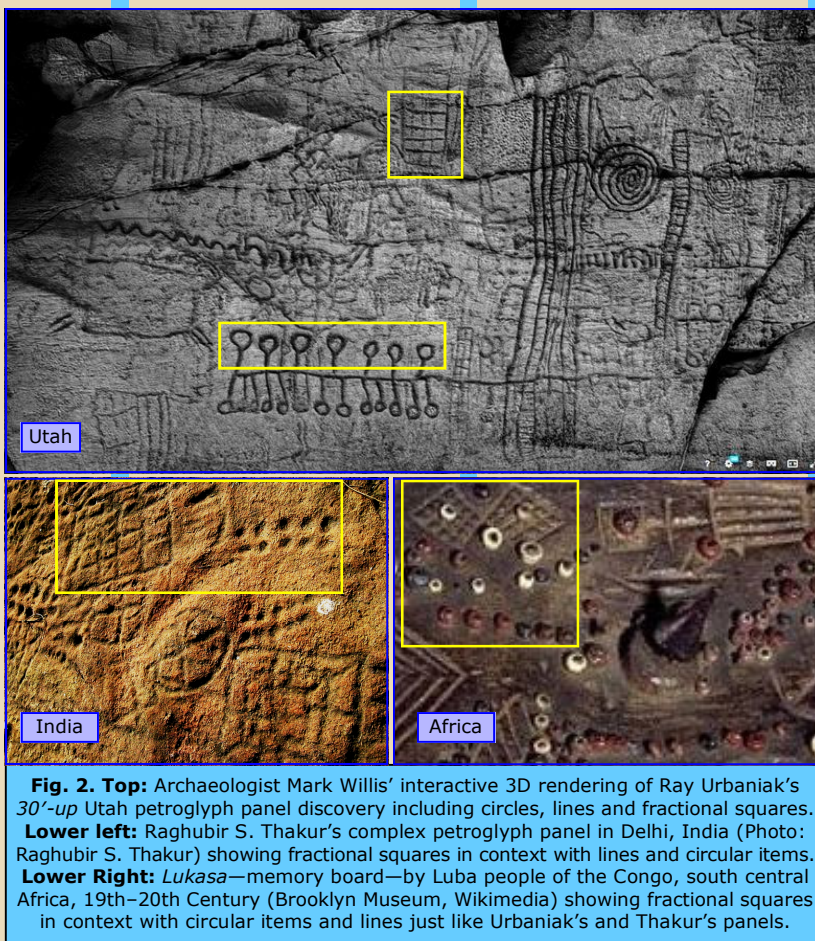 ?
Utah
India
Africa
Fig. 2. Top: Archaeologist Mark Willis’ interactive 3D rendering of Ray Urbaniak’s
30′-up Utah petroglyph panel discovery including circles, lines and fractional squares.
Lower left: Raghubir S. Thakur’s complex petroglyph panel in Delhi, India (Photo:
Raghubir S. Thakur) showing fractional squares in context with lines and circular items.
Lower Right: Lukasa—memory board—by Luba people of the Congo, south central
Africa, 19th–20th Century (Brooklyn Museum, Wikimedia) showing fractional squares
in context with circular items and lines just like Urbaniak’s and Thakur’s panels.